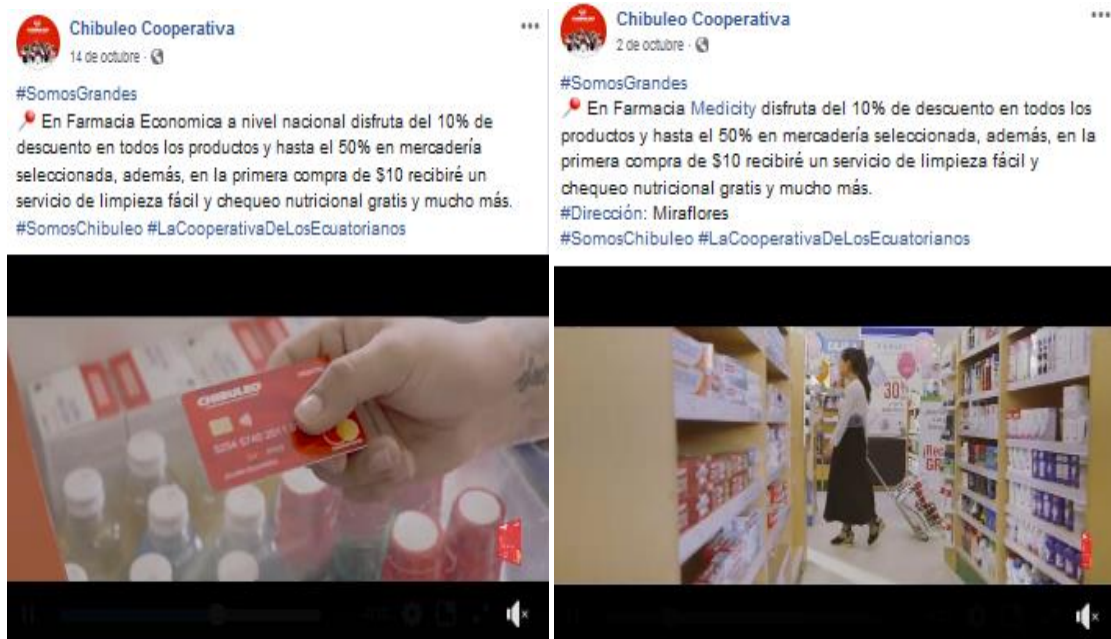 Chibuleo Cooperativa
14 de octubre
#SomosGrandes
En Farmacia Economica a nivel nacional disfruta del 10% de
descuento en todos los productos y hasta el 50% en mercadería
seleccionada, además, en la primera compra de $10 recibiré un
servicio de limpieza fácil y chequeo nutricional gratis y mucho más.
#SomosChibuleo #LaCooperativaDeLosEcuatorianos
CHIBULEO
Chibuleo Cooperativa
2 de octubre
#SomosGrandes
En Farmacia Medicity disfruta del 10% de descuento en todos los
productos y hasta el 50% en mercadería seleccionada, además, en la
primera compra de $10 recibiré un servicio de limpieza fácil y
chequeo nutricional gratis y mucho más.
#Dirección: Miraflores
#SomosChibuleo #LaCooperativaDeLosEcuatorianos
30